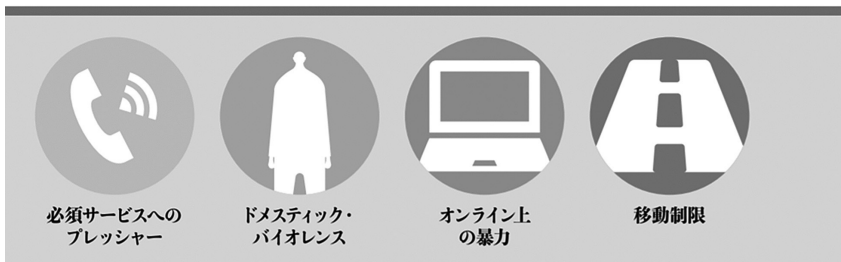 必須サービスへの
プレッシャー
ドメスティック・
バイオレンス
オンライン上
の暴力
移動制限